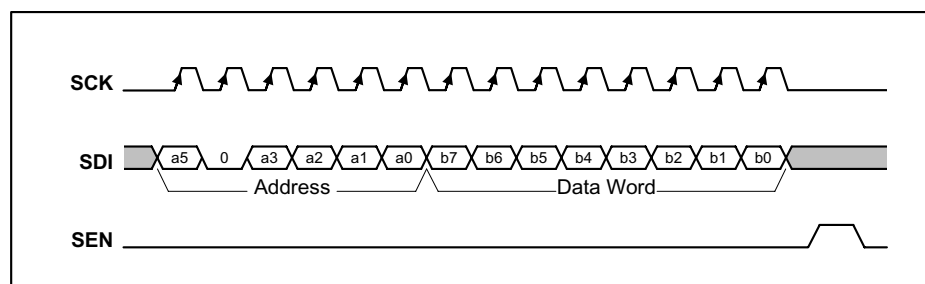 SCK
SDI a5 0 a3 a2 a1 a0 b7 b6 b5 b4 b3 b2 b1 b0
Address Data Word
SEN